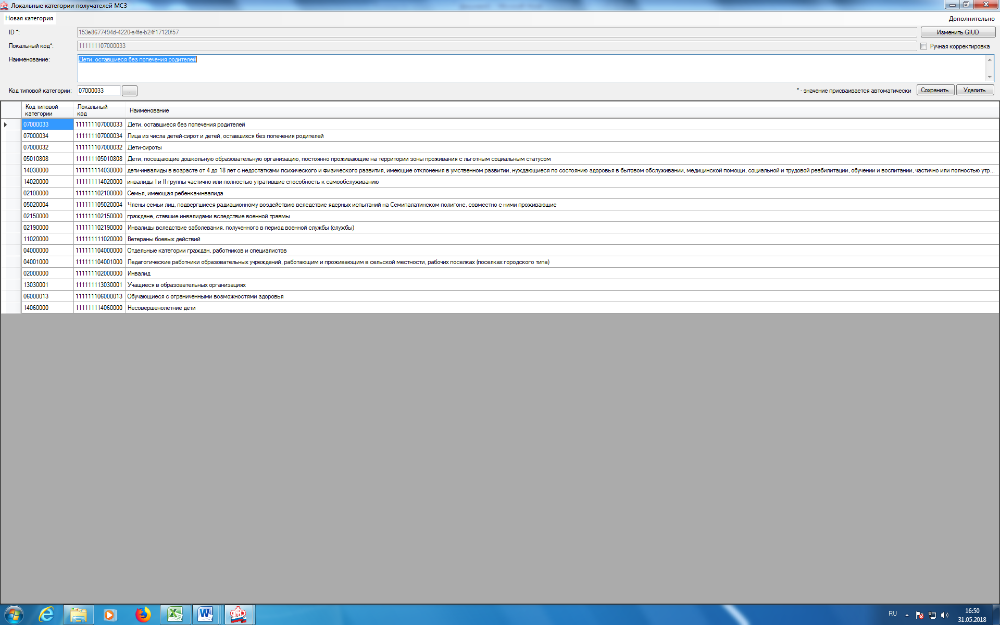 Локальные категории получателей МСЗ
Новая категория
Дополнительно
ID *:
153e8677-f94d-4220-a4fe-b24f17120f57
Изменить GIUD
Локальный код*:
111111107000033
Ручная корректировка
Наименование:
Дети, оставшиеся без попечения родителей
Код типовой категории:
07000033
...
* - значение присваивается автоматически
Сохранить
Удалить
Код типовой категории
Локальный код
Наименование
07000033 111111107000033 Дети, оставшиеся без попечения родителей
07000034 111111107000034 Лица из числа детей-сирот и детей, оставшихся без попечения родителей
07000032 111111107000032 Дети-сироты
05010808 111111105010808 Дети, посещающие дошкольную образовательную организацию, постоянно проживающие на территории зоны проживания с льготным социальным статусом
14030000 111111114030000 дети-инвалиды в возрасте от 4 до 18 лет с недостатками психического и физического развития, имеющие отклонения в умственном развитии, нуждающиеся по состоянию здоровья в бытовом обслуживании, медицинской помощи, социальной и трудовой реабилитации, обучении и воспитании, частично или полностью утр...
14020000 111111114020000 инвалиды I и II группы частично или полностью утратившие способность к самообслуживанию
02100000 111111102100000 Семья, имеющая ребенка-инвалида
05020004 111111105020004 Члены семьи лиц, подвергшиеся радиационному воздействию вследствие ядерных испытаний на Семипалатинском полигоне, совместно с ними проживающие
02150000 111111102150000 граждане, ставшие инвалидами вследствие военной травмы
02190000 111111102190000 Инвалиды вследствие заболевания, полученного в период военной службы (службы)
11020000 111111111020000 Ветераны боевых действий
04000000 111111104000000 Отдельные категории граждан, работников и специалистов
04001000 111111104001000 Педагогические работники образовательных учреждений, работающим и проживающим в сельской местности, рабочих поселках (поселках городского типа)
02000000 111111102000000 Инвалид
13030001 111111113030001 Учащиеся в образовательных организациях
06000013 111111106000013 Обучающиеся с ограниченными возможностями здоровья
14060000 111111114060000 Несовершенолетние дети
RU
16:50
31.05.2018